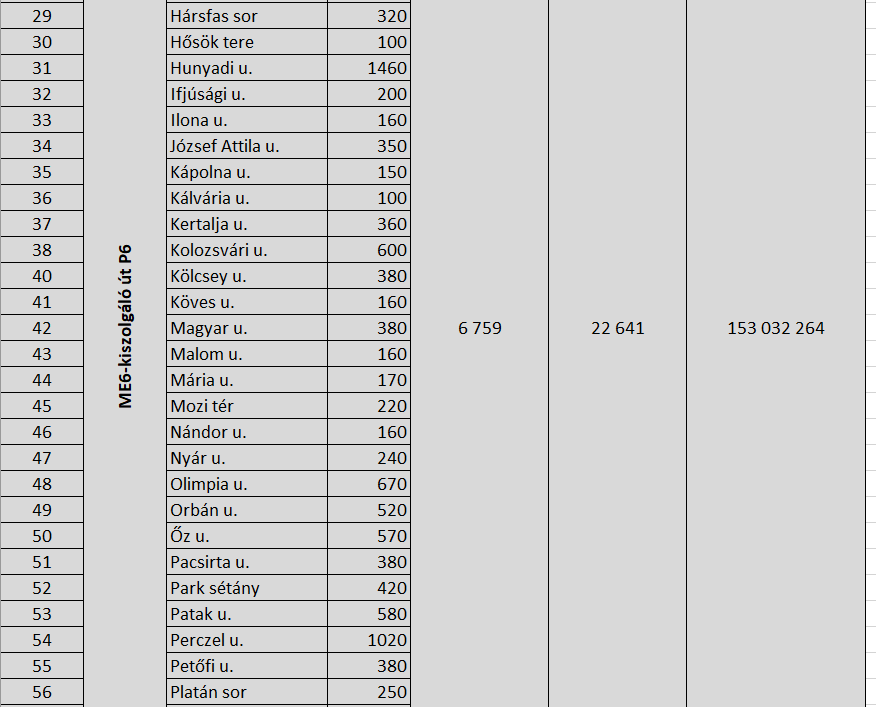 29 Hársfas sor 320
30 Hősök tere 100
31 Hunyadi u. 1460
32 Ifjúsági u. 200
33 Ilona u. 160
34 József Attila u. 350
35 Kápolna u. 150
36 Kálvária u. 100
37 Kertalja u. 360
38 Kolozsvári u. 600
40 Kölcsey u. 380
41 Köves u. 160
ME6-kiszolgáló út P6
42 Magyar u. 380 6 759 22 641 153 032 264
43 Malom u. 160
44 Mária u. 170
45 Mozi tér 220
46 Nándor u. 160
47 Nyár u. 240
48 Olimpia u. 670
49 Orbán u. 520
50 Őz u. 570
51 Pacsirta u. 380
52 Park sétány 420
53 Patak u. 580
54 Perczel u. 1020
55 Petőfi u. 380
56 Platán sor 250